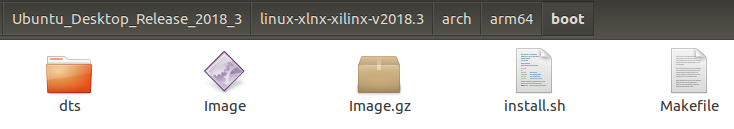 Ubuntu_Desktop_Release_2018_3 linux-xlnx-xilinx-v2018.3 arch arm64 boot
dts Image Image.gz install.sh Makefile